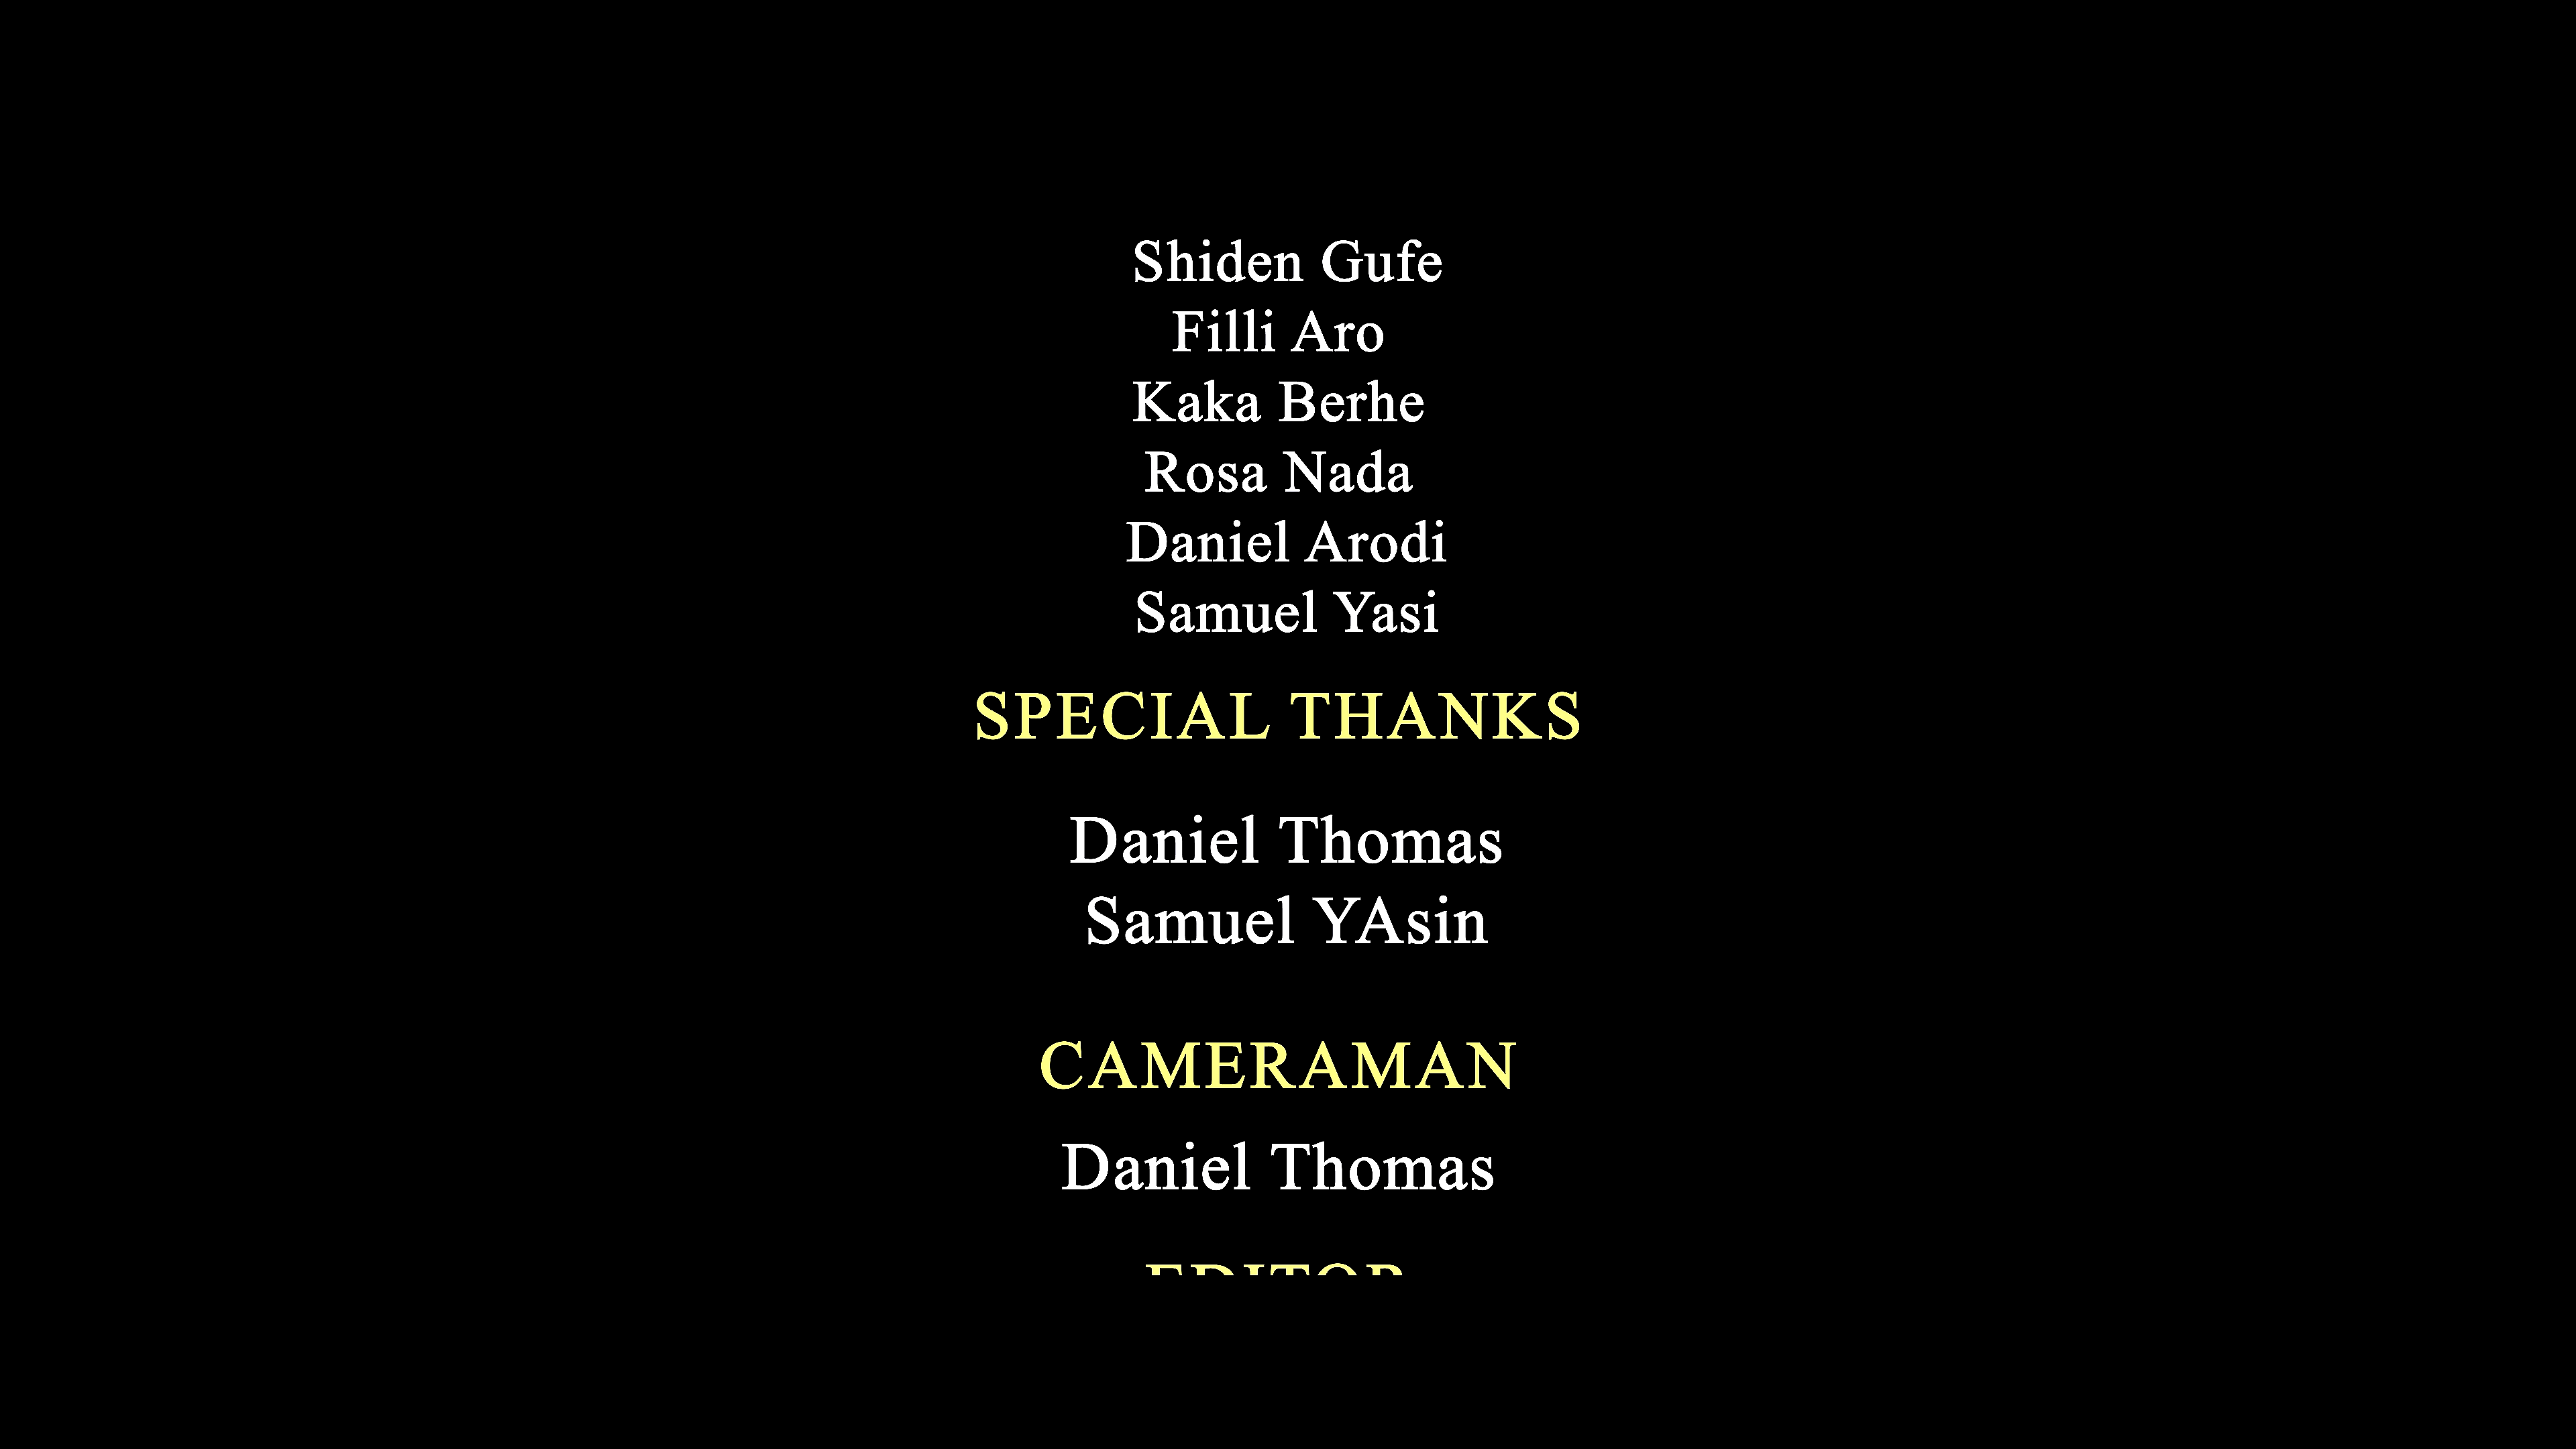 Shiden Gufe
Filli Aro
Kaka Berhe
Rosa Nada
Daniel Arodi
Samuel Yasi
SPECIAL THANKS
Daniel Thomas
Samuel YAsin
CAMERAMAN
Daniel Thomas
EDITOR